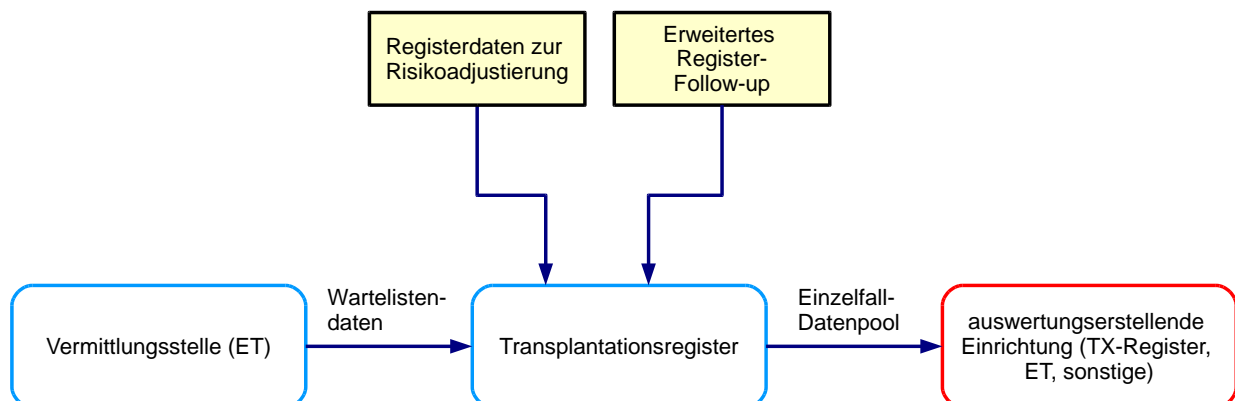 Registerdaten zur
Risikoadjustierung
Erweitertes
Register-
Follow-up
Vermittlungsstelle (ET)
Wartelisten-
daten
Transplantationsregister
Einzelfall-
Datenpool
auswertungserstellende
Einrichtung (TX-Register,
ET, sonstige)